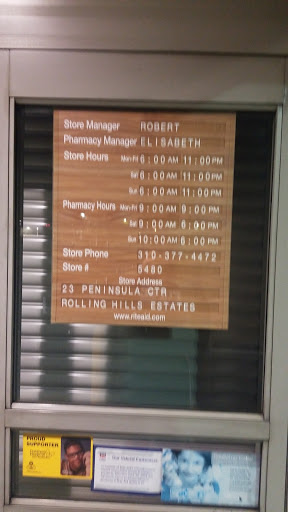 Store Manager ROBERT
Pharmacy Manager ELISABETH
Store Hours Mon-Fri 6:00 AM 11:00 PM
Sat 6:00 AM 11:00 PM
Sun 6:00 AM 11:00 PM
Pharmacy Hours Mon-Fri 9:00 AM 9:00 PM
Sat 9:00 AM 6:00 PM
Sun 10:00 AM 6:00 PM
Store Phone 310-377-4472
Store # 5480
Store Address
23 PENINSULA CTR
ROLLING HILLS ESTATES
www.riteaid.com
PROUD
SUPPORTER